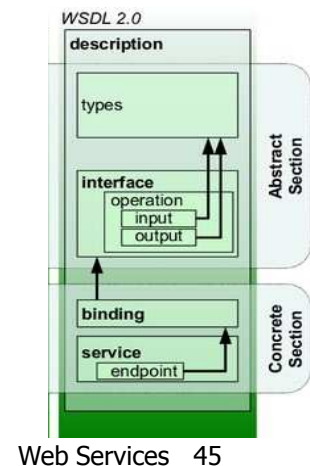 WSDL 2.0
description
types
interface
operation
input
output
Abstract
Section
binding
service
endpoint
Concrete
Section
Web Services 45